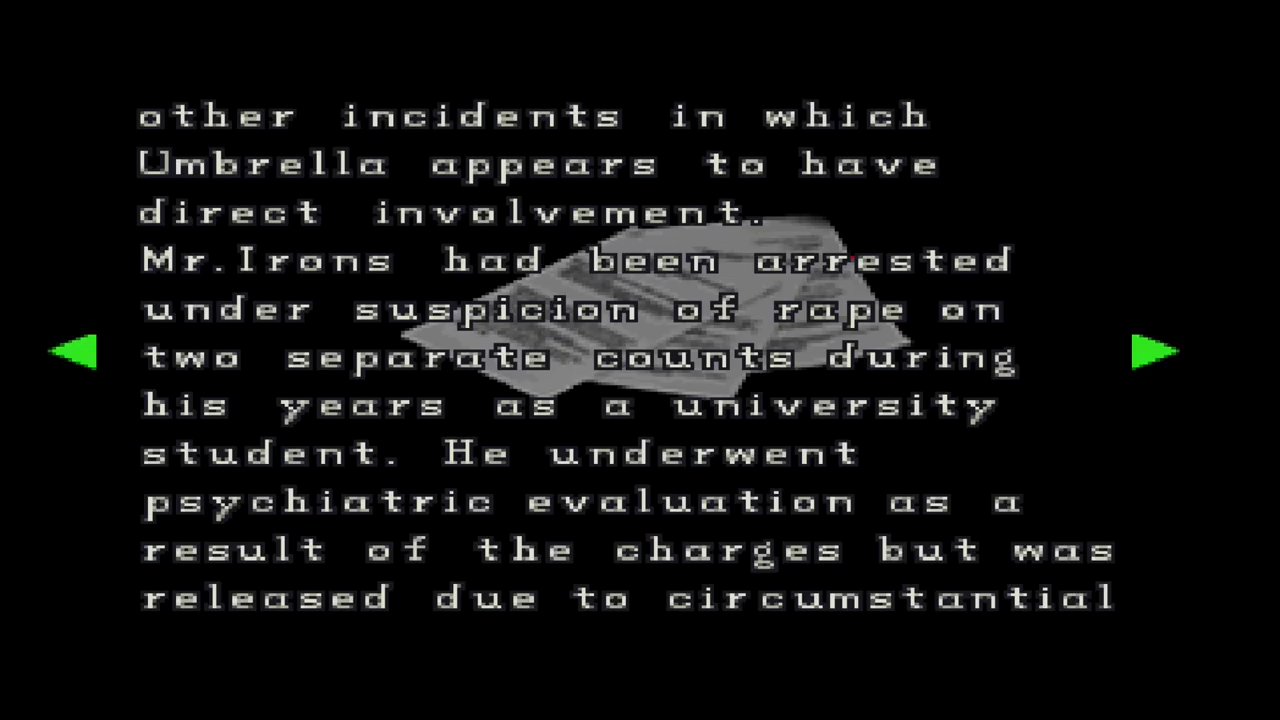 other incidents in which
Umbrella appears to have
direct involvement.
Mr.Irons had been arrested
under suspicion of rape on
two separate counts during
his years as a university
student. He underwent
psychiatric evaluation as a
result of the charges but was
released due to circumstantial